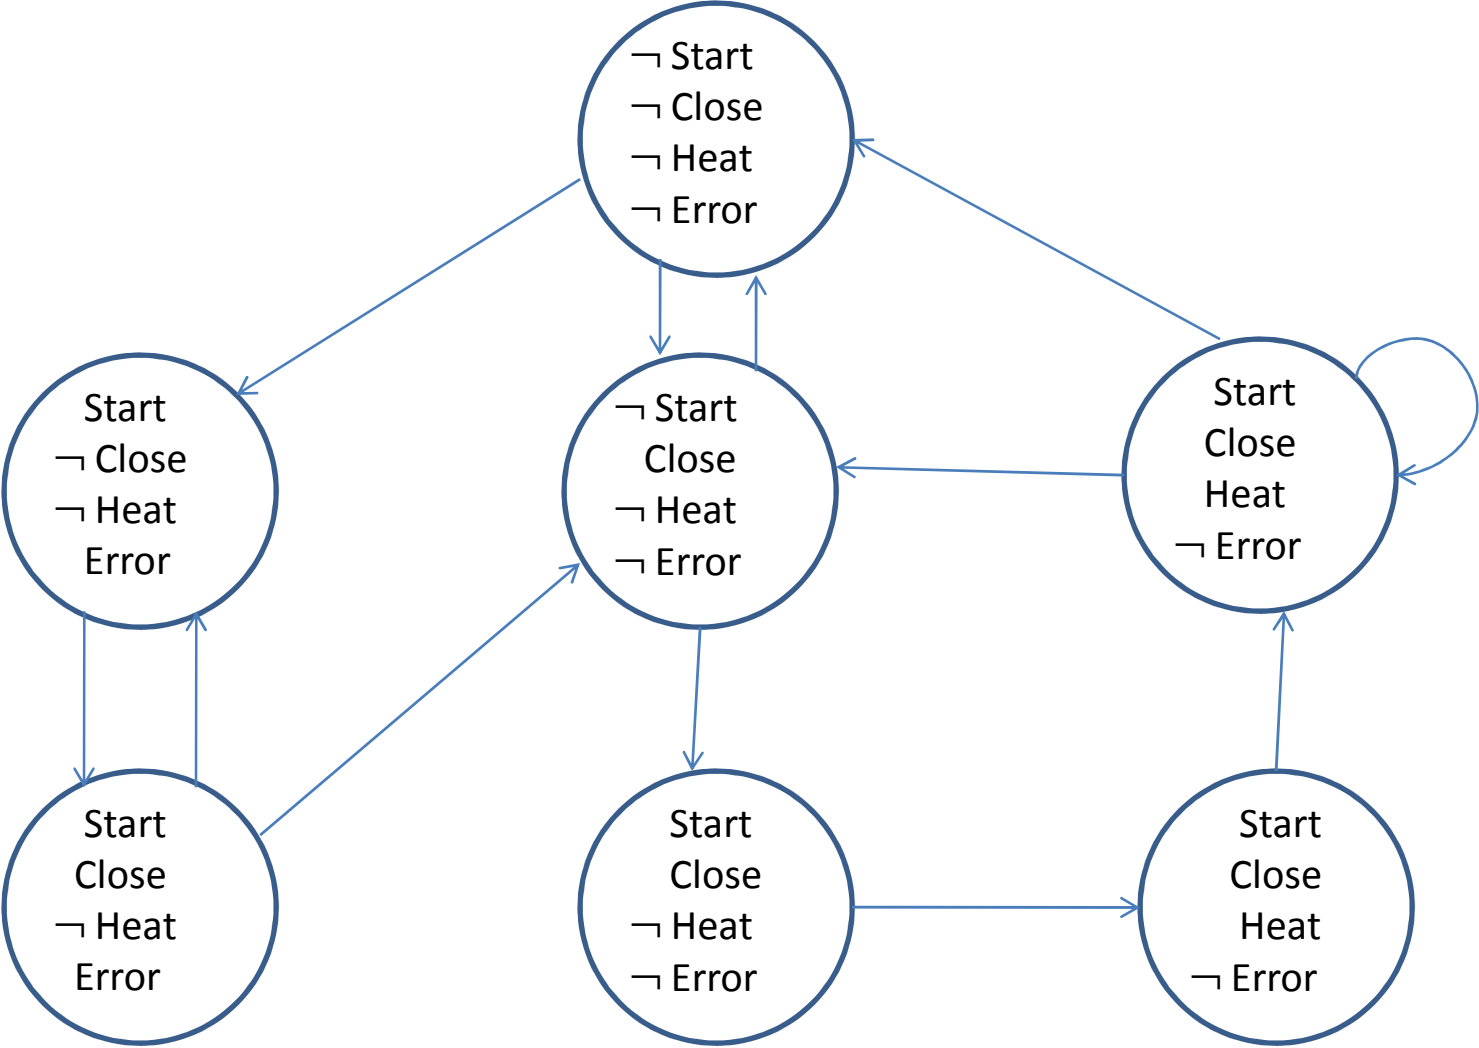 ¬ Start
¬ Close
¬ Heat
¬ Error
Start
¬ Close
¬ Heat
Error
¬ Start
Close
¬ Heat
¬ Error
Start
Close
Heat
¬ Error
Start
Close
¬ Heat
Error
Start
Close
¬ Heat
¬ Error
Start
Close
Heat
¬ Error